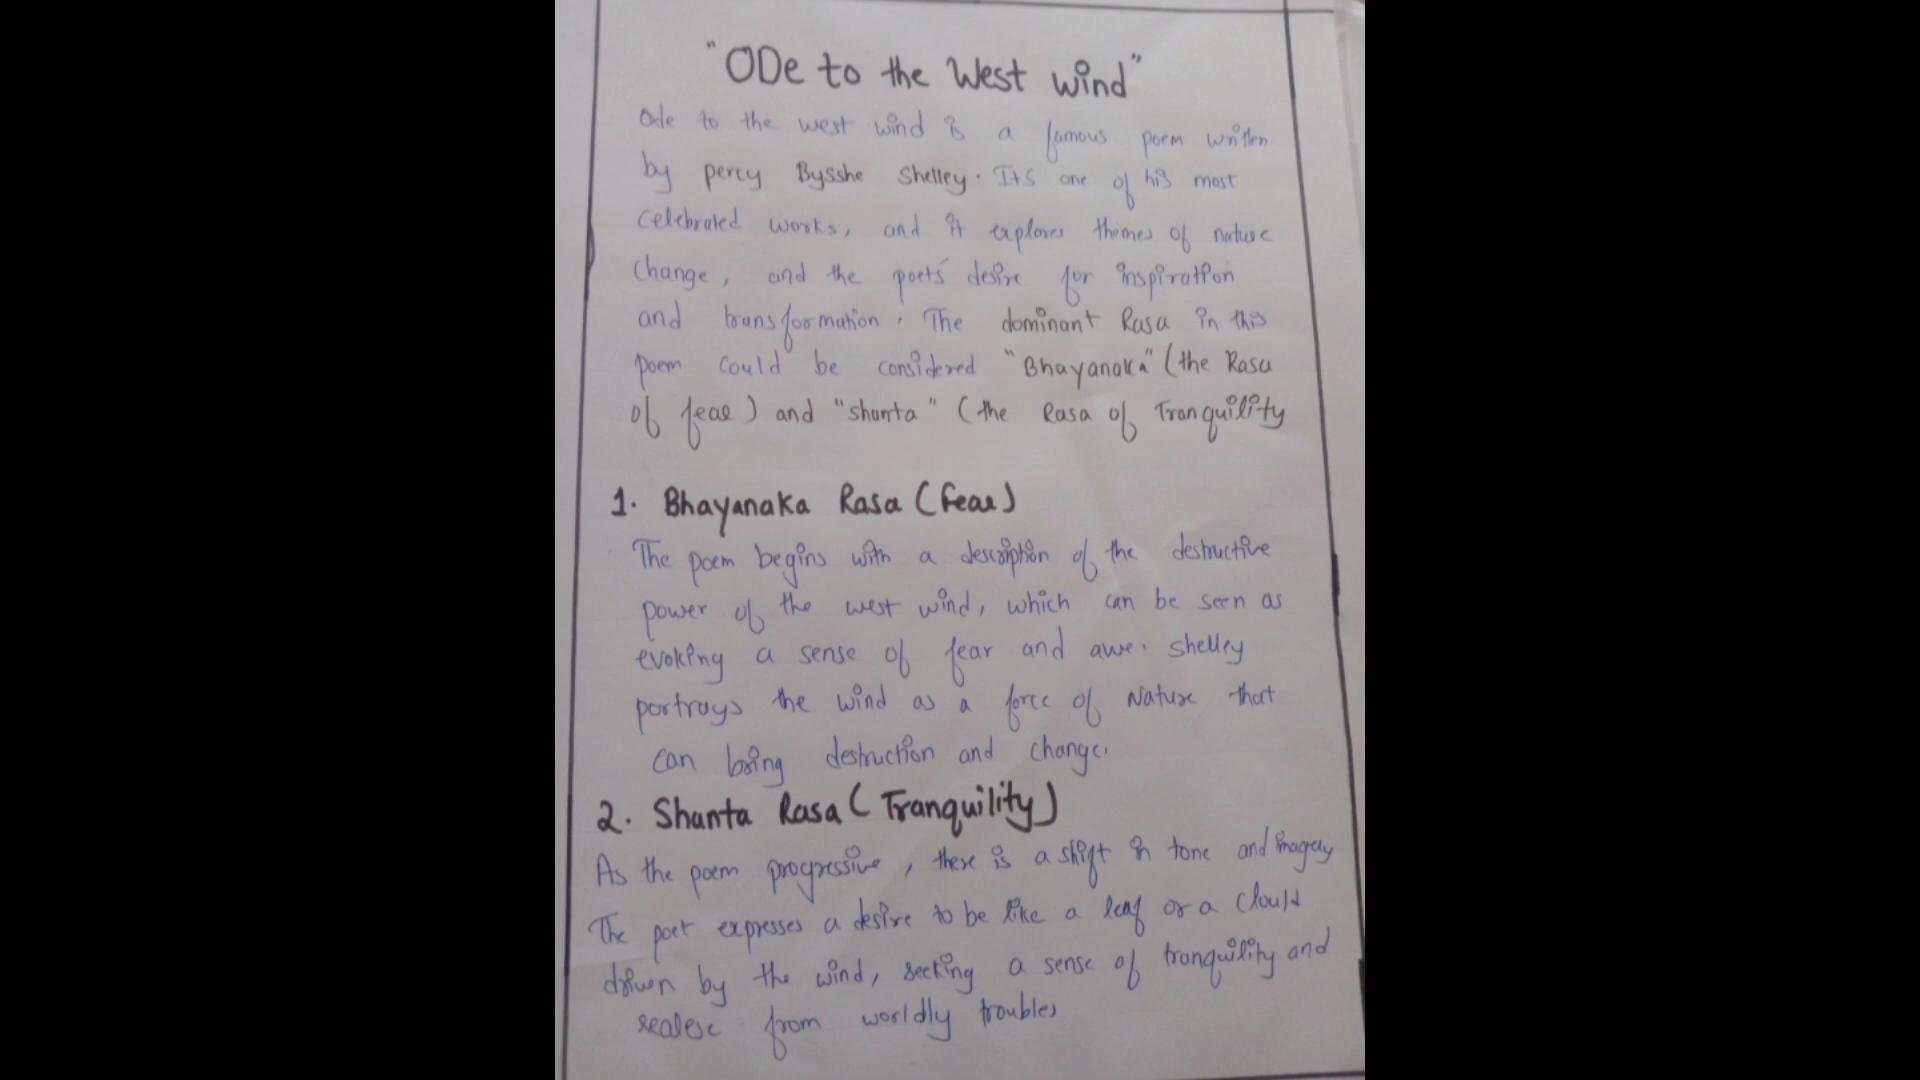 "ODe to the West wind"
Ode to the west wind is a famous poem written
by percy Bysshe Shelley. Its one of his most
celebrated works, and it explores themes of nature
change, and the poets' desire for inspiration
and transformation. The dominant Rasa in this
poem could be considered "Bhayanaka" (the Rasa
of fear) and "shanta" (the Rasa of Tranquility
1. Bhayanaka Rasa (fear)
The poem begins with a description of the destructive
power of the west wind, which can be seen as
evoking a sense of fear and awe. Shelley
portrays the wind as a force of Nature that
can bring destruction and change.
2. Shanta Rasa (Tranquility)
As the poem progressive, there is a shift in tone and imagery
The poet expresses a desire to be like a leaf or a cloud
driven by the wind, seeking a sense of tranquility and
realese from worldly troubles